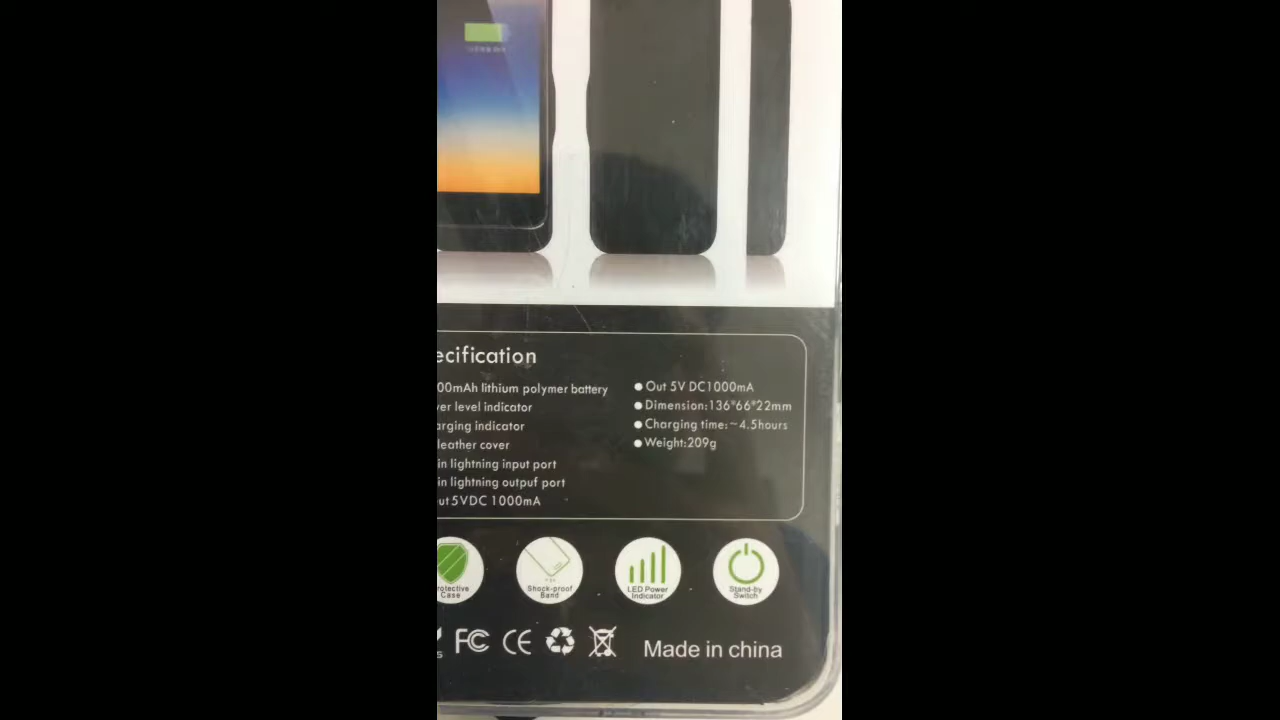 ecification
00mAh lithium polymer battery
ver level indicator
arging indicator
leather cover
in lightning input port
in lightning outpuf port
ut 5VDC 1000mA
Out 5V DC1000mA
Dimension:136*66*22mm
Charging time:~4.5hours
Weight:209g
rotective
Case
Shock-proof
Band
LED Power
Indicator
Stand-by
Switch
FC CE
Made in china